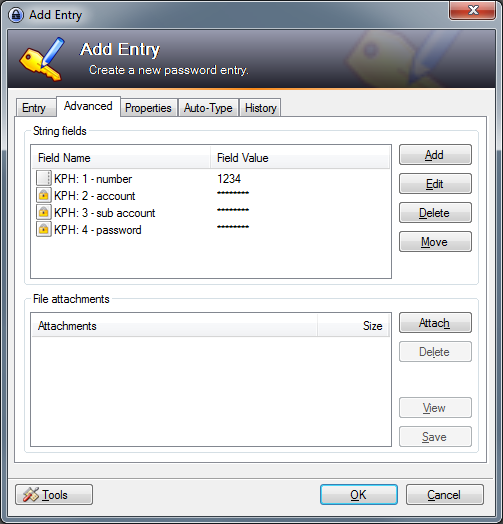 Add Entry
Add Entry
Create a new password entry.
Entry Advanced Properties Auto-Type History
String fields
Field Name Field Value
KPH: 1 - number 1234
KPH: 2 - account ********
KPH: 3 - sub account ********
KPH: 4 - password ********
Add
Edit
Delete
Move
File attachments
Attachments Size
Attach
Delete
View
Save
Tools OK Cancel